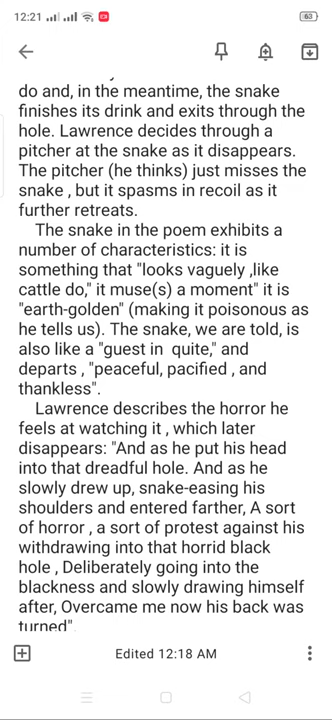 12:21
63
do and, in the meantime, the snake
finishes its drink and exits through the
hole. Lawrence decides through a
pitcher at the snake as it disappears.
The pitcher (he thinks) just misses the
snake , but it spasms in recoil as it
further retreats.
The snake in the poem exhibits a
number of characteristics: it is
something that "looks vaguely ,like
cattle do," it muse(s) a moment" it is
"earth-golden" (making it poisonous as
he tells us). The snake, we are told, is
also like a "guest in  quite," and
departs , "peaceful, pacified , and
thankless".
Lawrence describes the horror he
feels at watching it , which later
disappears: "And as he put his head
into that dreadful hole. And as he
slowly drew up, snake-easing his
shoulders and entered farther, A sort
of horror , a sort of protest against his
withdrawing into that horrid black
hole , Deliberately going into the
blackness and slowly drawing himself
after, Overcame me now his back was
turned".
Edited 12:18 AM